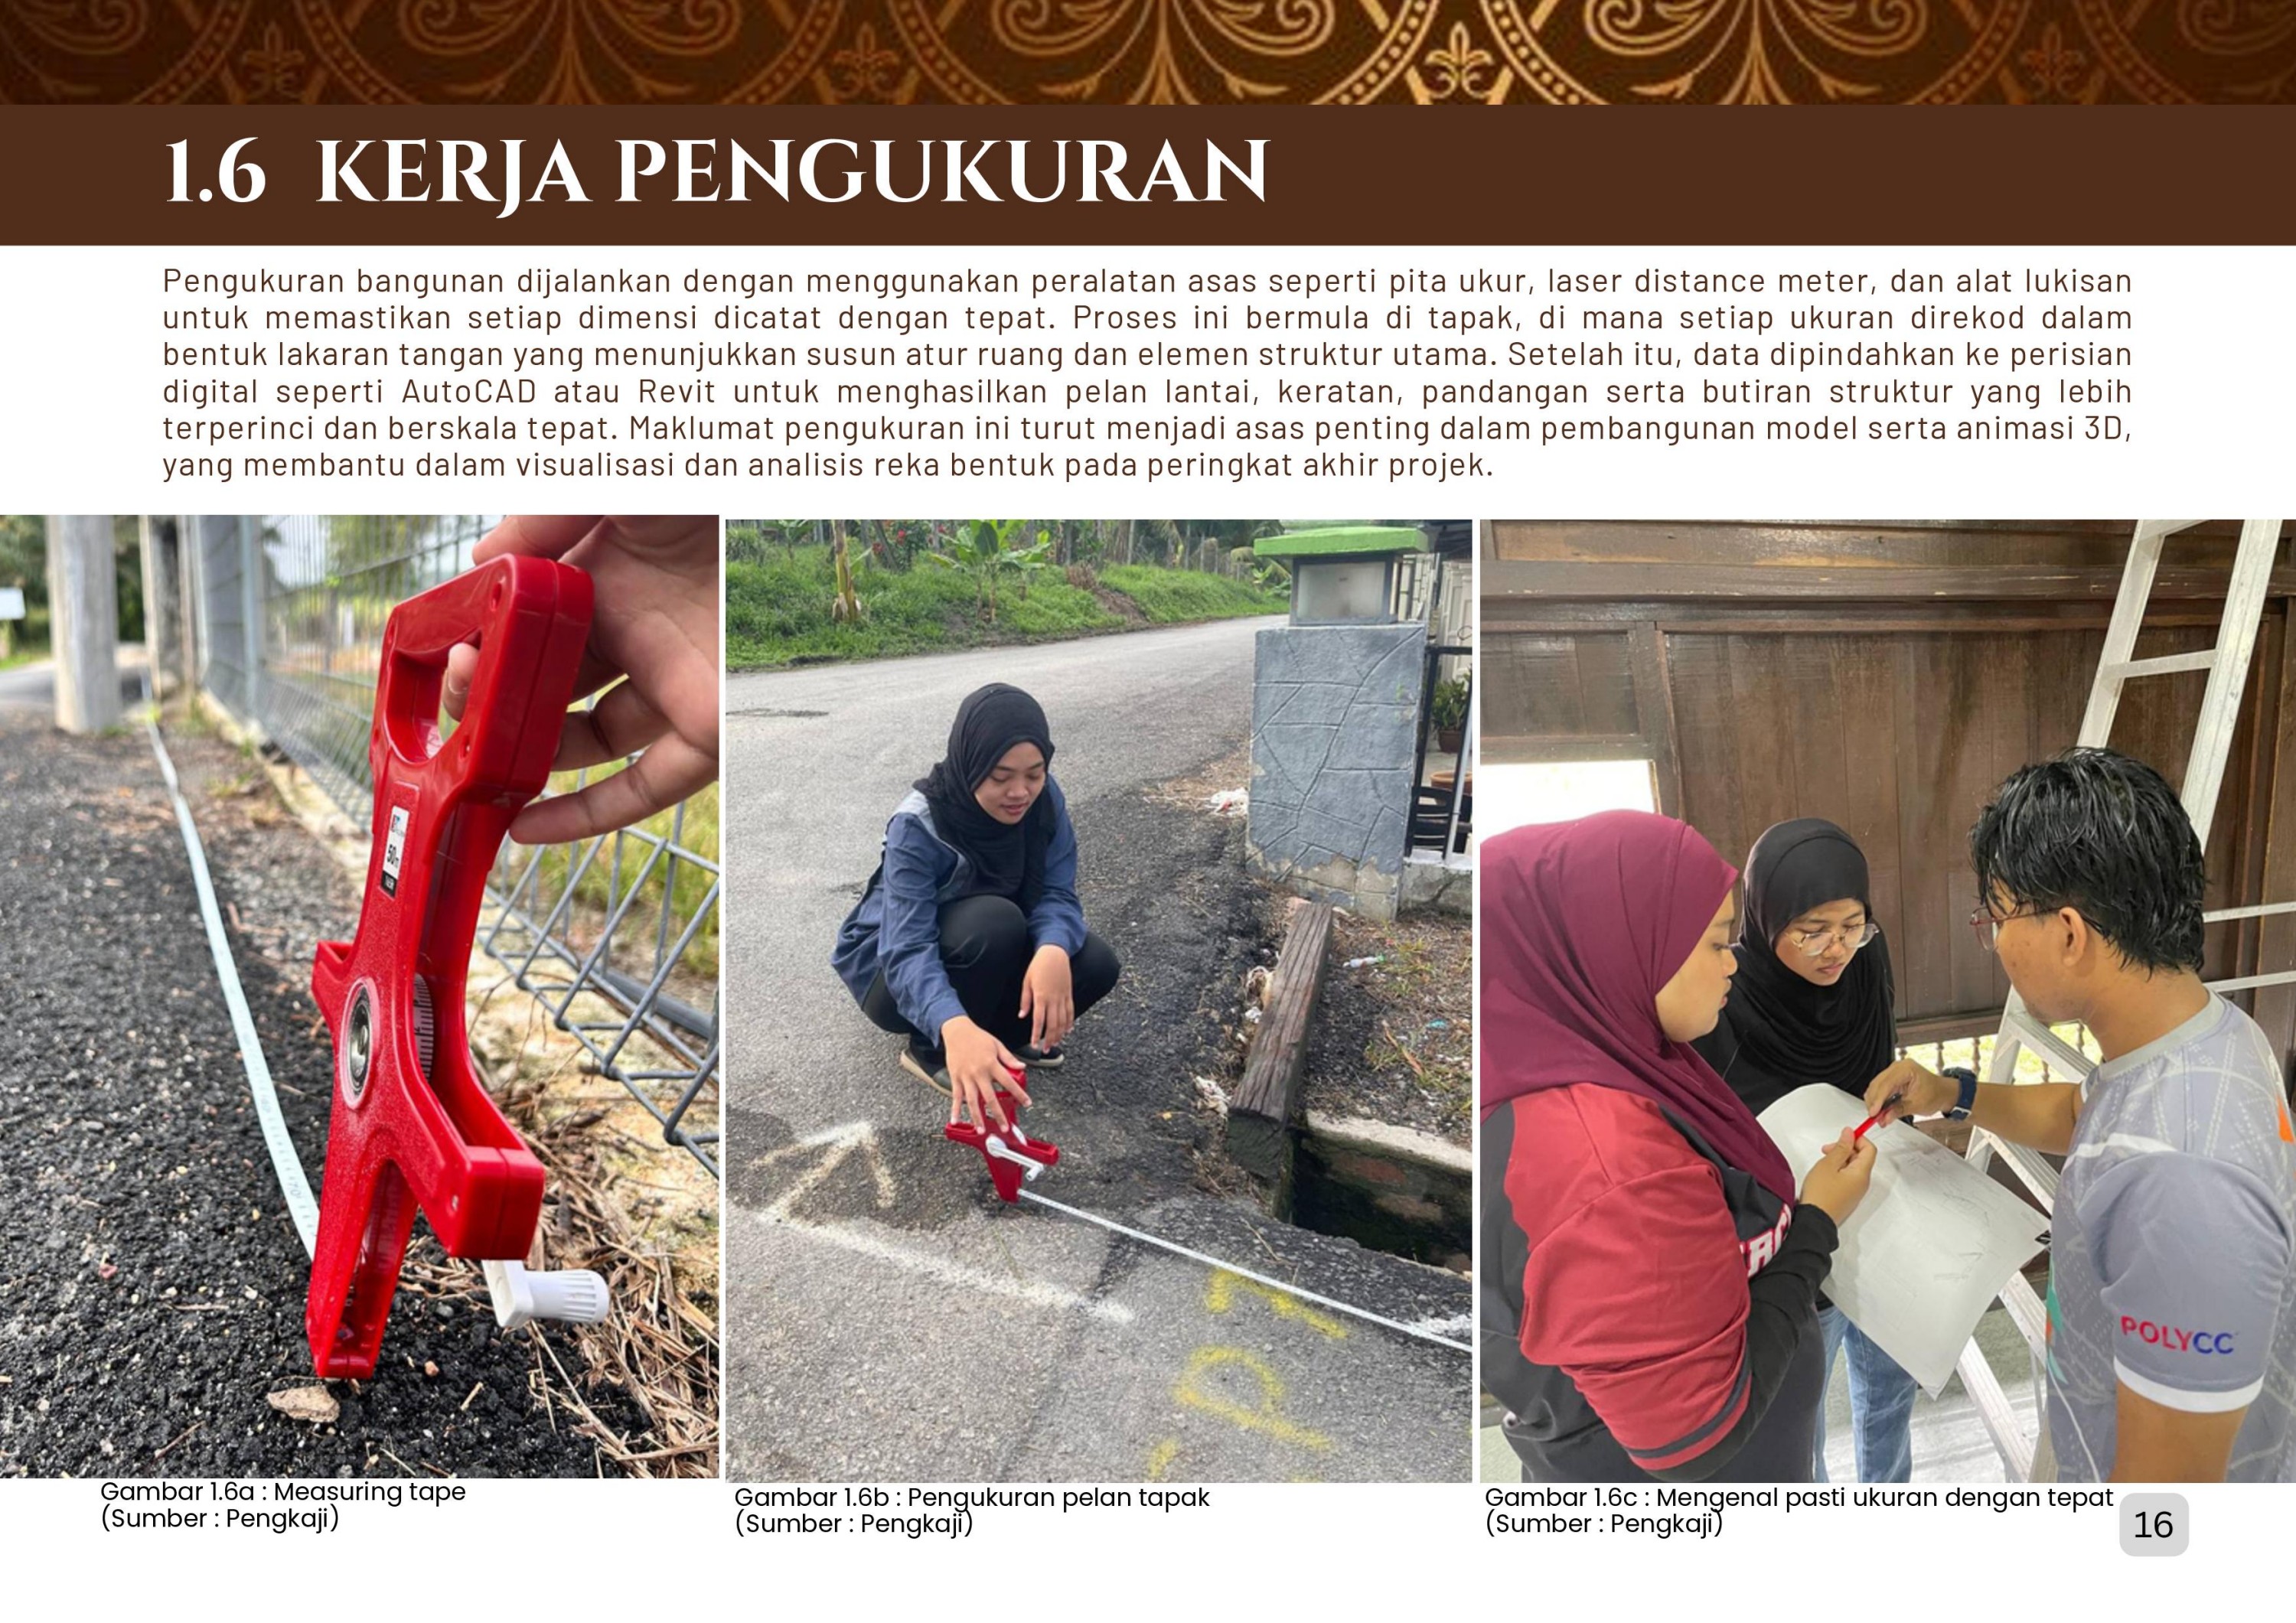 1.6 KERJA PENGUKURAN
Pengukuran bangunan dijalankan dengan menggunakan peralatan asas seperti pita ukur, laser distance meter, dan alat lukisan
untuk memastikan setiap dimensi dicatat dengan tepat. Proses ini bermula di tapak, di mana setiap ukuran direkod dalam
bentuk lakaran tangan yang menunjukkan susun atur ruang dan elemen struktur utama. Setelah itu, data dipindahkan ke perisian
digital seperti AutoCAD atau Revit untuk menghasilkan pelan lantai, keratan, pandangan serta butiran struktur yang lebih
terperinci dan berskala tepat. Maklumat pengukuran ini turut menjadi asas penting dalam pembangunan model serta animasi 3D,
yang membantu dalam visualisasi dan analisis reka bentuk pada peringkat akhir projek.
50m
POLYCC
Gambar 1.6a : Measuring tape
(Sumber : Pengkaji)
Gambar 1.6b : Pengukuran pelan tapak
(Sumber : Pengkaji)
Gambar 1.6c : Mengenal pasti ukuran dengan tepat
(Sumber : Pengkaji)
16